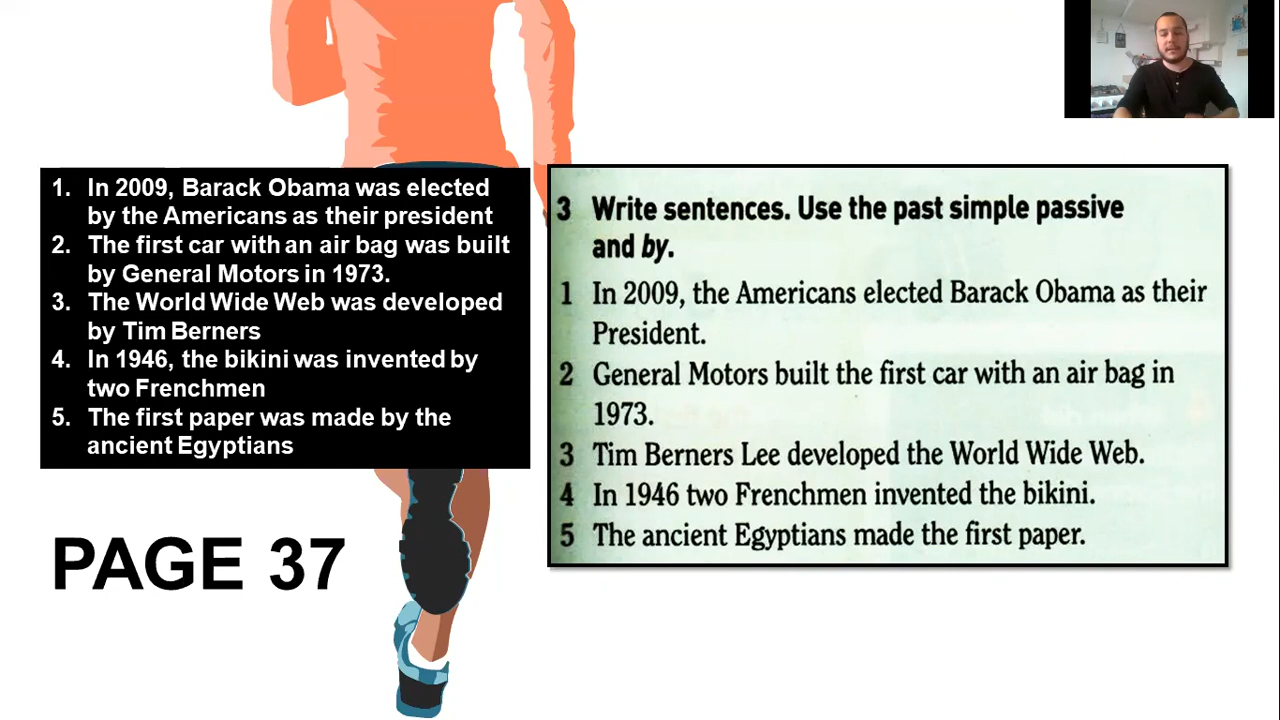 1. In 2009, Barack Obama was elected
by the Americans as their president
2. The first car with an air bag was built
by General Motors in 1973.
3. The World Wide Web was developed
by Tim Berners
4. In 1946, the bikini was invented by
two Frenchmen
5. The first paper was made by the
ancient Egyptians
PAGE 37
3 Write sentences. Use the past simple passive
and by.
1 In 2009, the Americans elected Barack Obama as their
President.
2 General Motors built the first car with an air bag in
1973.
3 Tim Berners Lee developed the World Wide Web.
4 In 1946 two Frenchmen invented the bikini.
5 The ancient Egyptians made the first paper.